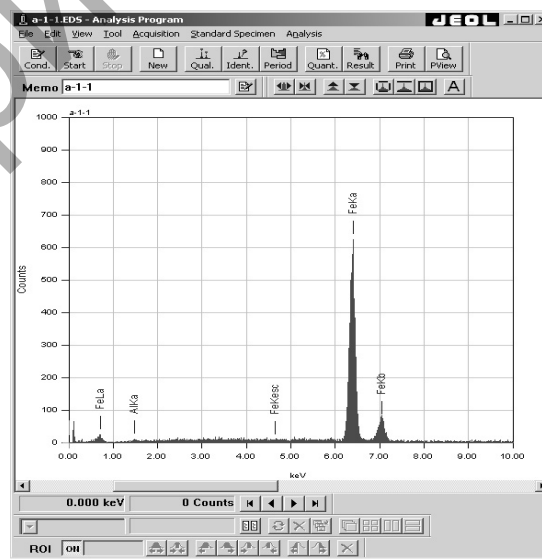 a-1-1.EDS - Analysis Program JEOL
File Edit View Tool Acquisition Standard Specimen Analysis
Cond. Start Stop New Qual. Ident. Period Quant. Result Print PView
Memo a-1-1 A
a-1-1
1000
900
800
700
600
500
400
300
200
100
0
Counts
FeLa
AlKa
FeKesc
FeKa
FeKb
0.00 1.00 2.00 3.00 4.00 5.00 6.00 7.00 8.00 9.00 10.00
keV
0.000 keV 0 Counts
ROI ON